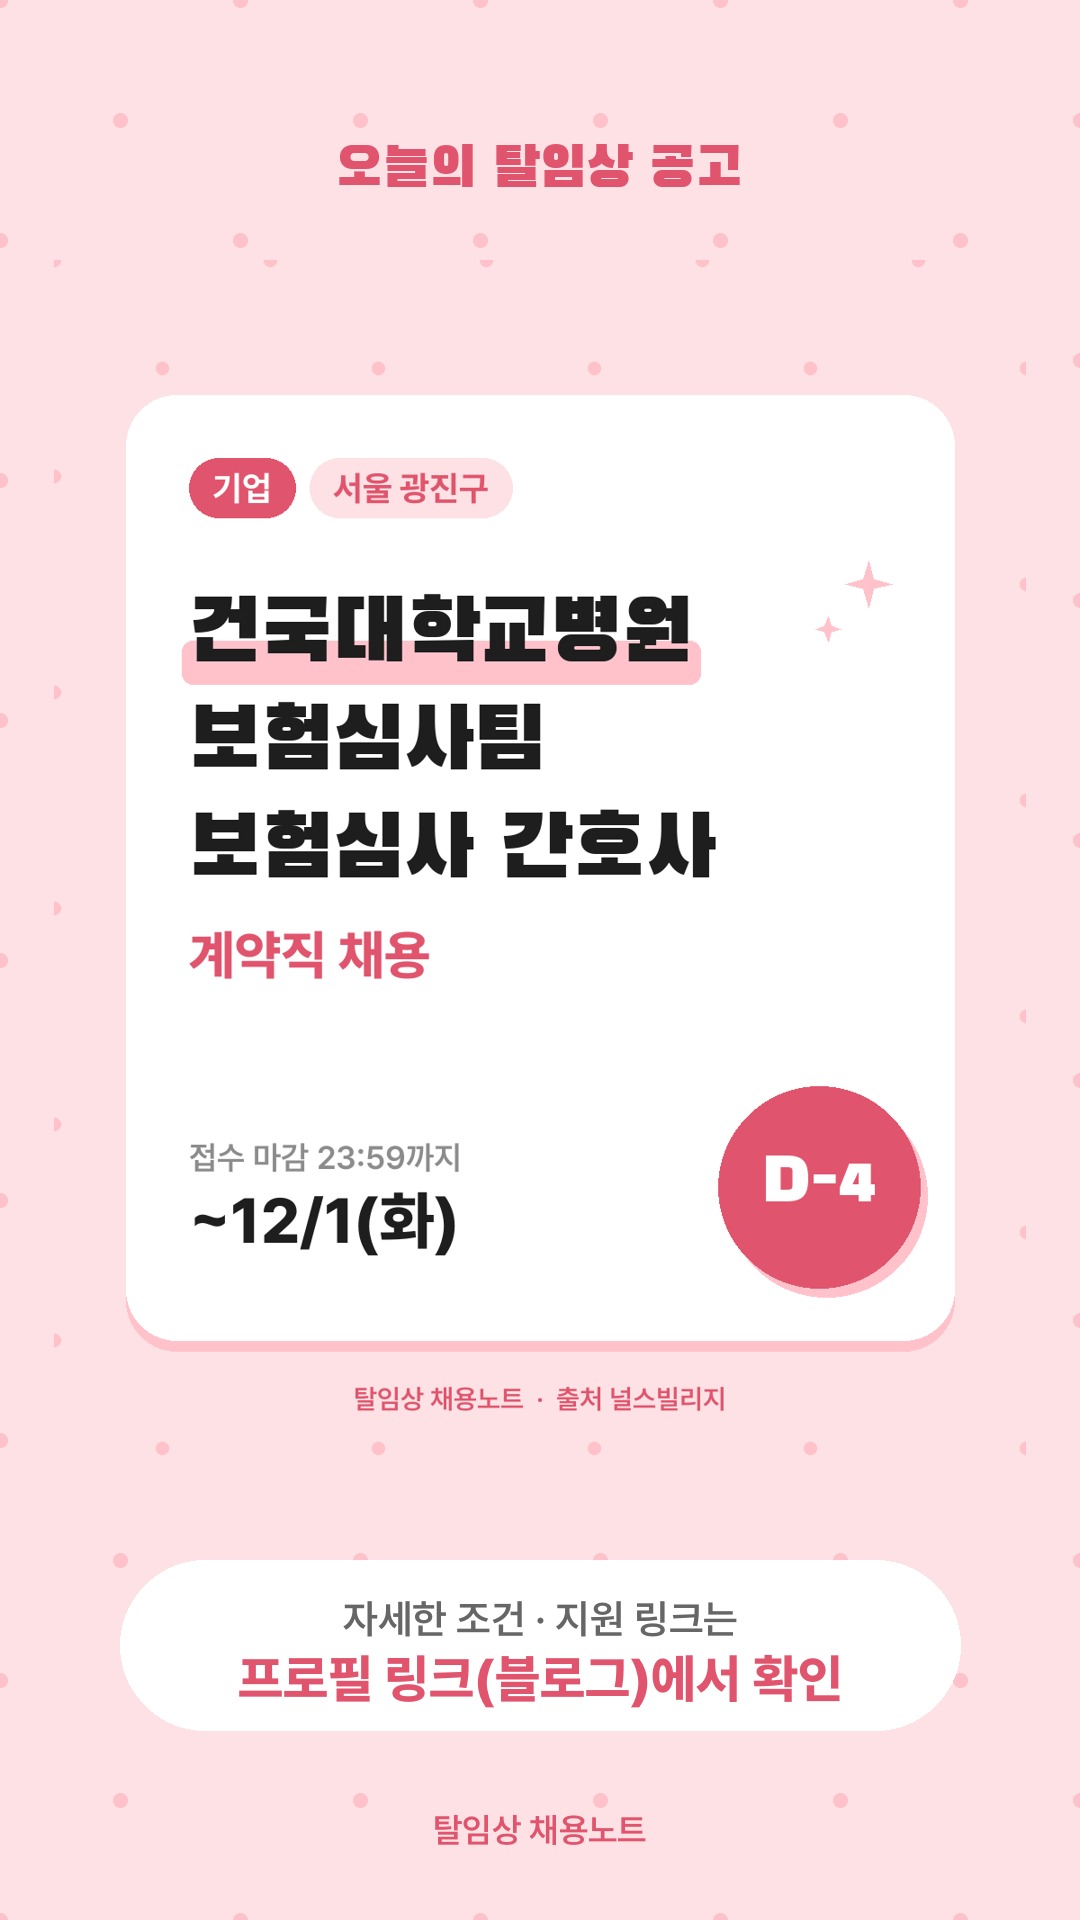 오늘의 탈임상 공고
기업
서울 광진구
건국대학교병원
보험심사팀
보험심사 간호사
계약직 채용
접수 마감 23:59까지
~12/1(화)
D-4
탈임상 채용노트 · 출처 널스빌리지
자세한 조건 · 지원 링크는
프로필 링크(블로그)에서 확인
탈임상 채용노트